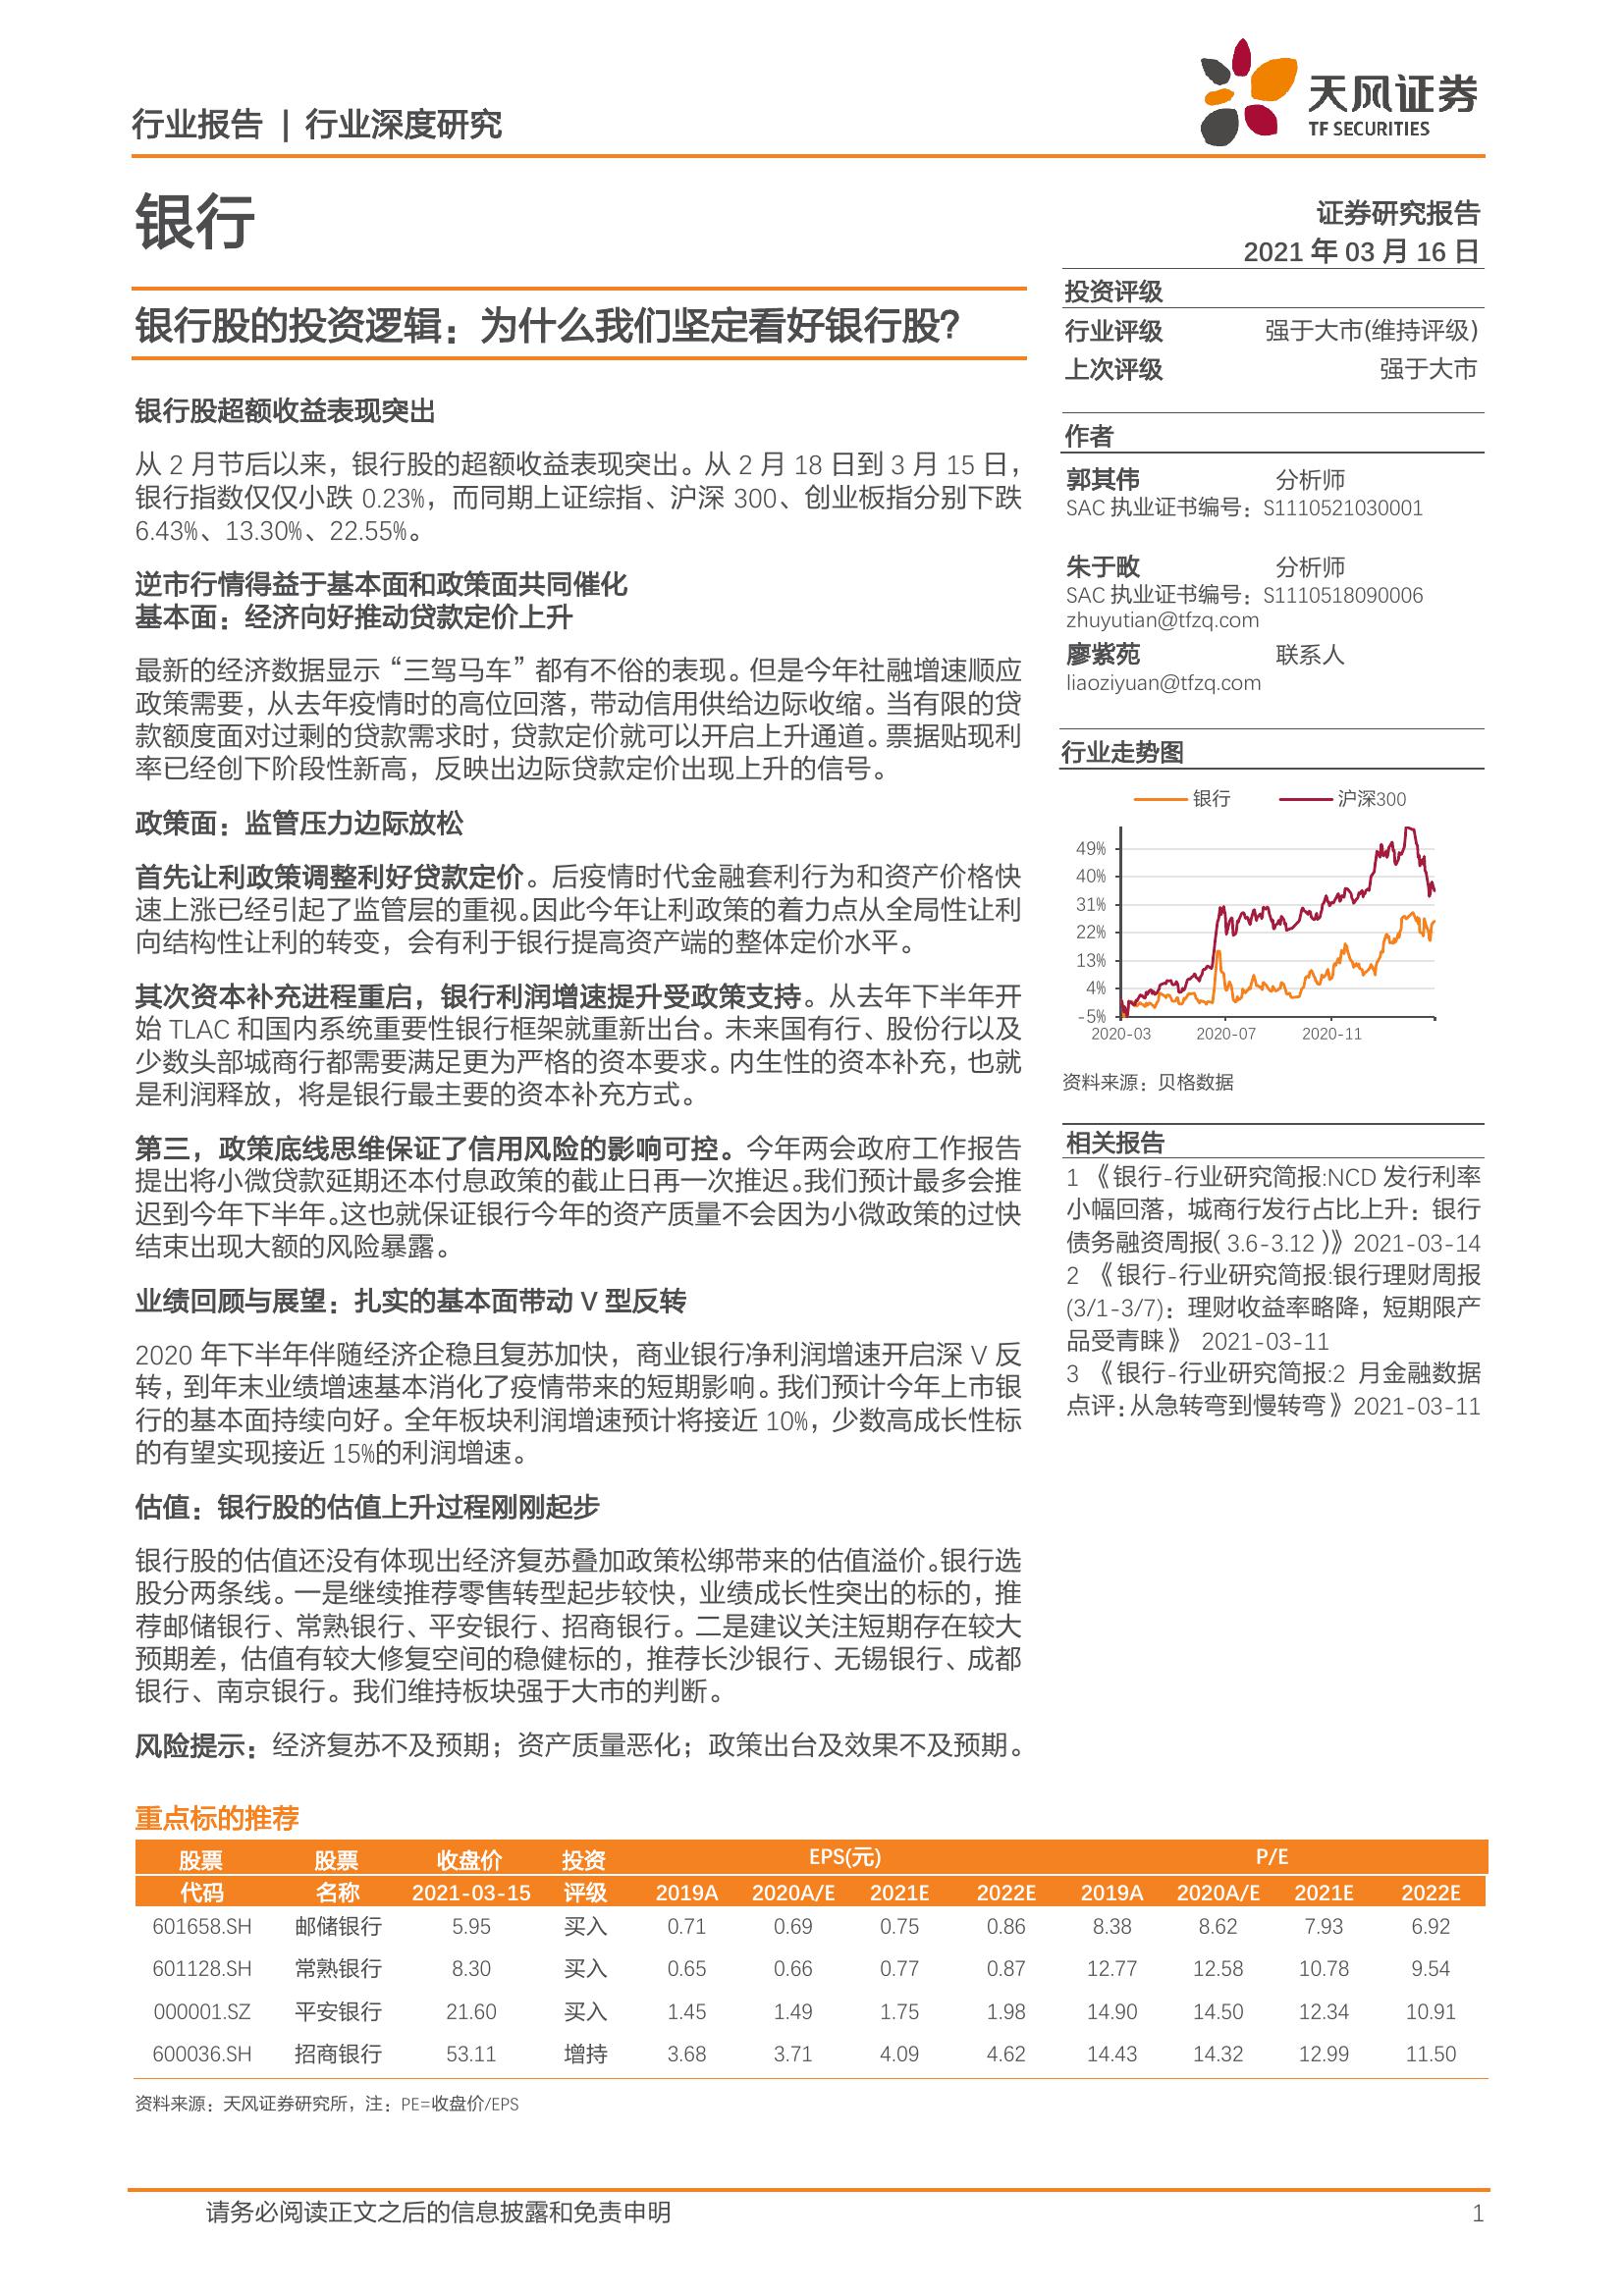 行业报告 | 行业深度研究
天风证券
TF SECURITIES
银行
证券研究报告
2021 年 03 月 16 日
银行股的投资逻辑：为什么我们坚定看好银行股？
银行股超额收益表现突出
从 2 月节后以来，银行股的超额收益表现突出。从 2 月 18 日到 3 月 15 日，
银行指数仅仅小跌 0.23%，而同期上证综指、沪深 300、创业板指分别下跌
6.43%、13.30%、22.55%。
逆市行情得益于基本面和政策面共同催化
基本面：经济向好推动贷款定价上升
最新的经济数据显示“三驾马车”都有不俗的表现。但是今年社融增速顺应
政策需要，从去年疫情时的高位回落，带动信用供给边际收缩。当有限的贷
款额度面对过剩的贷款需求时，贷款定价就可以开启上升通道。票据贴现利
率已经创下阶段性新高，反映出边际贷款定价出现上升的信号。
政策面：监管压力边际放松
首先让利政策调整利好贷款定价。后疫情时代金融套利行为和资产价格快
速上涨已经引起了监管层的重视。因此今年让利政策的着力点从全局性让利
向结构性让利的转变，会有利于银行提高资产端的整体定价水平。
其次资本补充进程重启，银行利润增速提升受政策支持。从去年下半年开
始 TLAC 和国内系统重要性银行框架就重新出台。未来国有行、股份行以及
少数头部城商行都需要满足更为严格的资本要求。内生性的资本补充，也就
是利润释放，将是银行最主要的资本补充方式。
第三，政策底线思维保证了信用风险的影响可控。今年两会政府工作报告
提出将小微贷款延期还本付息政策的截止日再一次推迟。我们预计最多会推
迟到今年下半年。这也就保证银行今年的资产质量不会因为小微政策的过快
结束出现大额的风险暴露。
业绩回顾与展望：扎实的基本面带动 V 型反转
2020 年下半年伴随经济企稳且复苏加快，商业银行净利润增速开启深 V 反
转，到年末业绩增速基本消化了疫情带来的短期影响。我们预计今年上市银
行的基本面持续向好。全年板块利润增速预计将接近 10%，少数高成长性标
的有望实现接近 15%的利润增速。
估值：银行股的估值上升过程刚刚起步
银行股的估值还没有体现出经济复苏叠加政策松绑带来的估值溢价。银行选
股分两条线。一是继续推荐零售转型起步较快，业绩成长性突出的标的，推
荐邮储银行、常熟银行、平安银行、招商银行。二是建议关注短期存在较大
预期差，估值有较大修复空间的稳健标的，推荐长沙银行、无锡银行、成都
银行、南京银行。我们维持板块强于大市的判断。
风险提示：经济复苏不及预期；资产质量恶化；政策出台及效果不及预期。
投资评级
行业评级 强于大市(维持评级)
上次评级 强于大市
作者
郭其伟 分析师
SAC 执业证书编号：S1110521030001
朱于畋 分析师
SAC 执业证书编号：S1110518090006
zhuyutian@tfzq.com
廖紫苑 联系人
liaoziyuan@tfzq.com
行业走势图
银行 沪深300
49%
40%
31%
22%
13%
4%
-5%
2020-03 2020-07 2020-11
资料来源：贝格数据
相关报告
1 《银行-行业研究简报:NCD 发行利率
小幅回落，城商行发行占比上升：银行
债务融资周报( 3.6-3.12 )》2021-03-14
2 《银行-行业研究简报:银行理财周报
(3/1-3/7)：理财收益率略降，短期限产
品受青睐》 2021-03-11
3 《银行-行业研究简报:2 月金融数据
点评：从急转弯到慢转弯》2021-03-11
重点标的推荐
股票 股票 收盘价 投资 EPS(元) P/E
代码 名称 2021-03-15 评级 2019A 2020A/E 2021E 2022E 2019A 2020A/E 2021E 2022E
601658.SH 邮储银行 5.95 买入 0.71 0.69 0.75 0.86 8.38 8.62 7.93 6.92
601128.SH 常熟银行 8.30 买入 0.65 0.66 0.77 0.87 12.77 12.58 10.78 9.54
000001.SZ 平安银行 21.60 买入 1.45 1.49 1.75 1.98 14.90 14.50 12.34 10.91
600036.SH 招商银行 53.11 增持 3.68 3.71 4.09 4.62 14.43 14.32 12.99 11.50
资料来源：天风证券研究所，注：PE=收盘价/EPS
请务必阅读正文之后的信息披露和免责申明 1